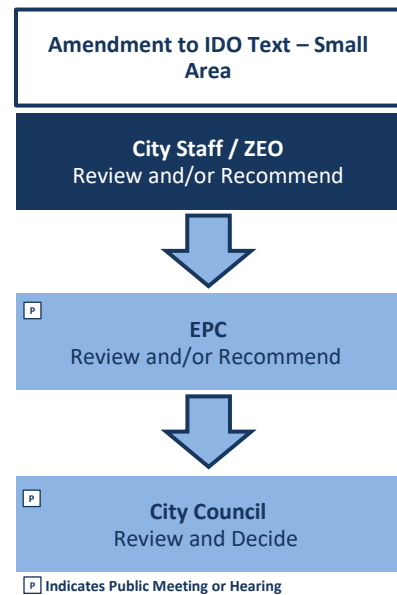 Amendment to IDO Text – Small
Area
City Staff / ZEO
Review and/or Recommend
P
EPC
Review and/or Recommend
P
City Council
Review and Decide
P Indicates Public Meeting or Hearing